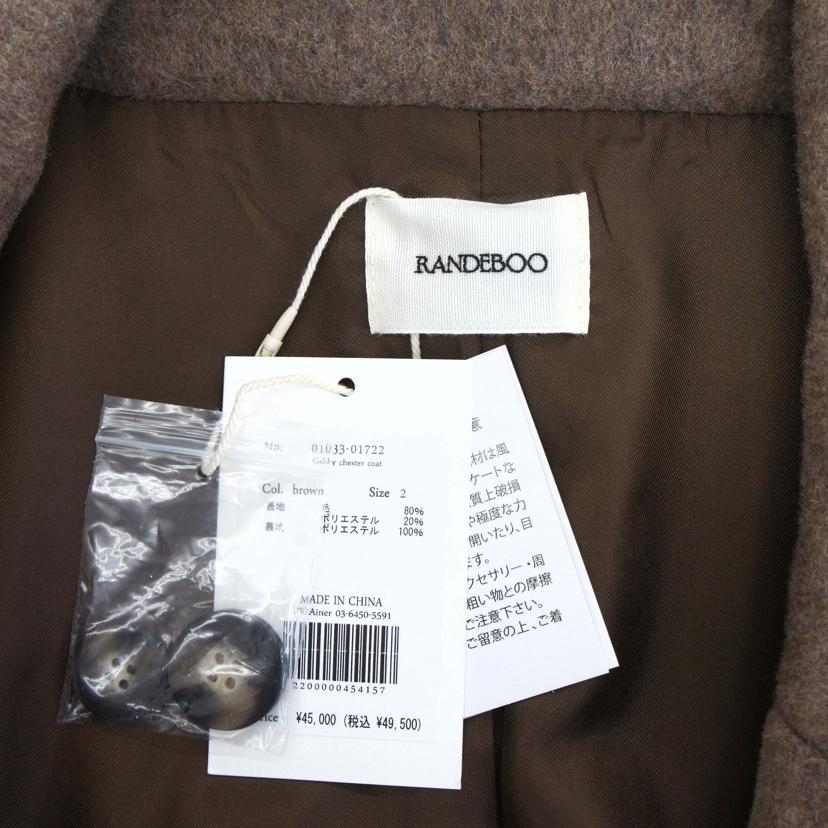 RANDEBOO
No. 01033-01722
Gabby chester coat
Col. brown Size 2
表地 毛 80%
ポリエステル 20%
裏地 ポリエステル 100%
MADE IN CHINA
Ainer 03-6450-5591
2200000454157
rice ¥45,000 (税込 ¥49,500)
意
材は風
ケートな
質上破損
や極度な力
開いたり、目
ます。
クセサリー・周
粗い物との摩擦
ご注意下さい。
ご留意の上、ご着